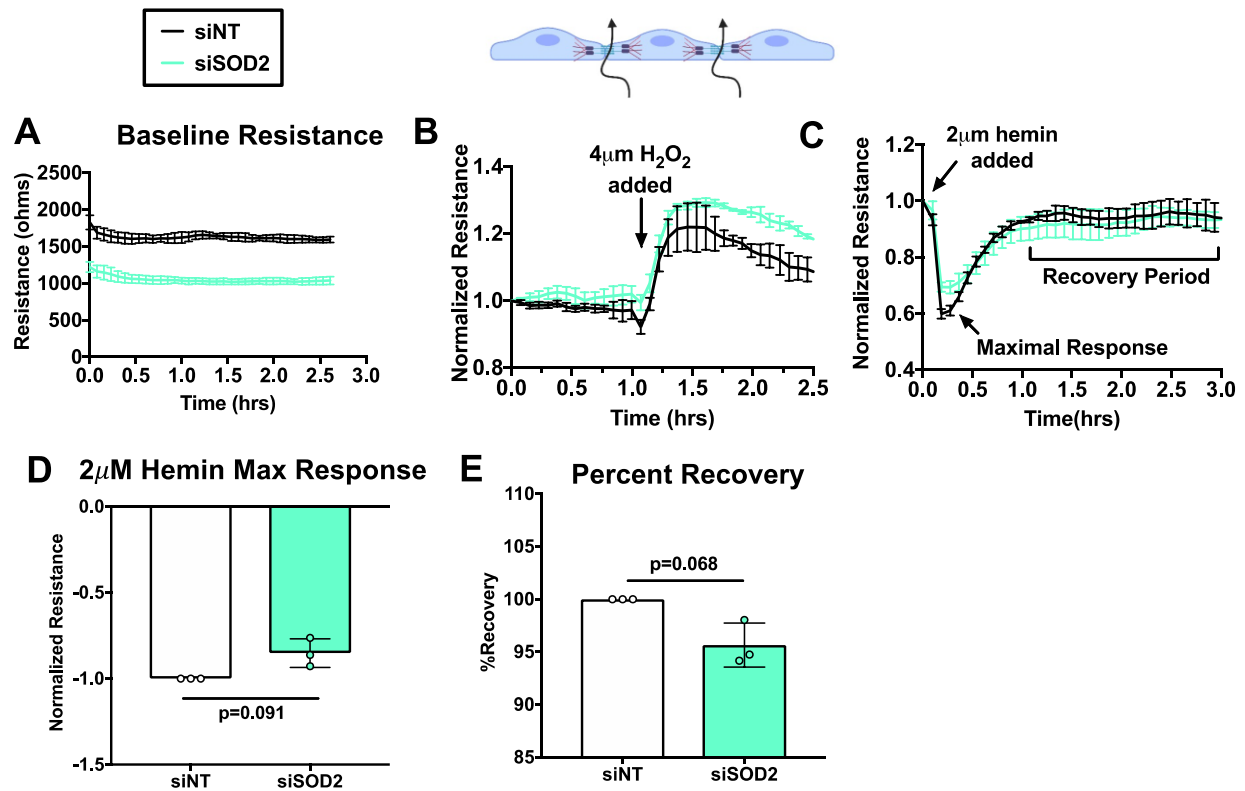 siNT
siSOD2
A Baseline Resistance
Resistance (ohms)
2500
2000
1500
1000
500
0
0.0 0.5 1.0 1.5 2.0 2.5 3.0
Time (hrs)
B
4μm H₂O₂
added
Normalized Resistance
1.4
1.2
1.0
0.8
0.0 0.5 1.0 1.5 2.0 2.5
Time (hrs)
C
2μm hemin
added
Normalized Resistance
1.2
1.0
0.8
0.6
0.4
Recovery Period
Maximal Response
0.0 0.5 1.0 1.5 2.0 2.5 3.0
Time(hrs)
D 2μM Hemin Max Response
Normalized Resistance
0.0
-0.5
-1.0
-1.5
p=0.091
siNT siSOD2
E Percent Recovery
%Recovery
110
105
100
95
90
85
p=0.068
siNT siSOD2